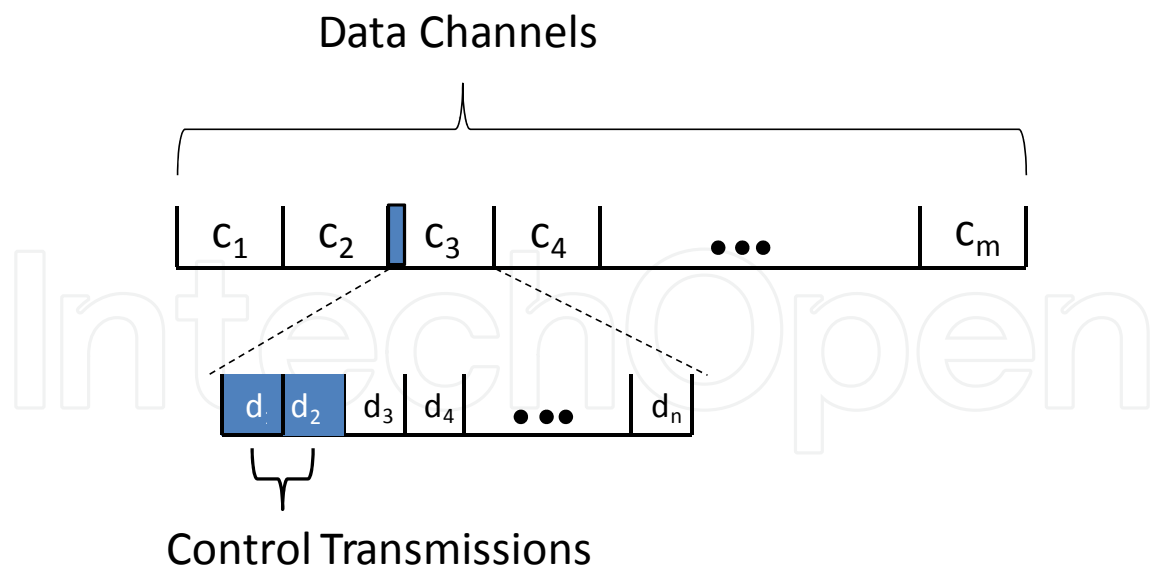 Data Channels
c₁ c₂ c₃ c₄ ●●● cₘ
IntechOpen
d d₂ d₃ d₄ ●●● dₙ
Control Transmissions